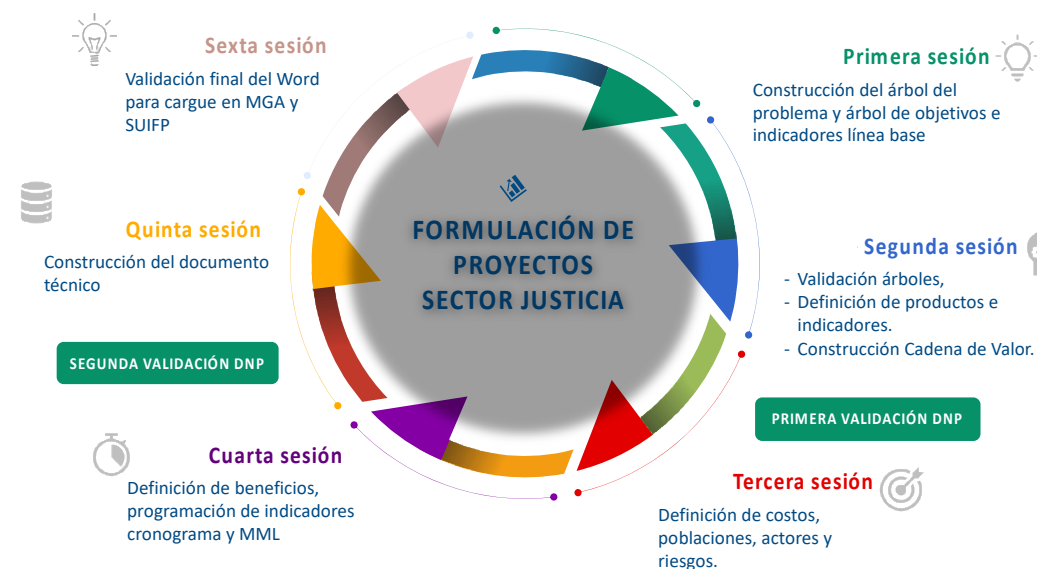 FORMULACIÓN DE
PROYECTOS
SECTOR JUSTICIA
Primera sesión
Construcción del árbol del
problema y árbol de objetivos e
indicadores línea base
Segunda sesión
- Validación árboles,
- Definición de productos e
indicadores.
- Construcción Cadena de Valor.
PRIMERA VALIDACIÓN DNP
Tercera sesión
Definición de costos,
poblaciones, actores y
riesgos.
Cuarta sesión
Definición de beneficios,
programación de indicadores
cronograma y MML
SEGUNDA VALIDACIÓN DNP
Quinta sesión
Construcción del documento
técnico
Sexta sesión
Validación final del Word
para cargue en MGA y
SUIFP